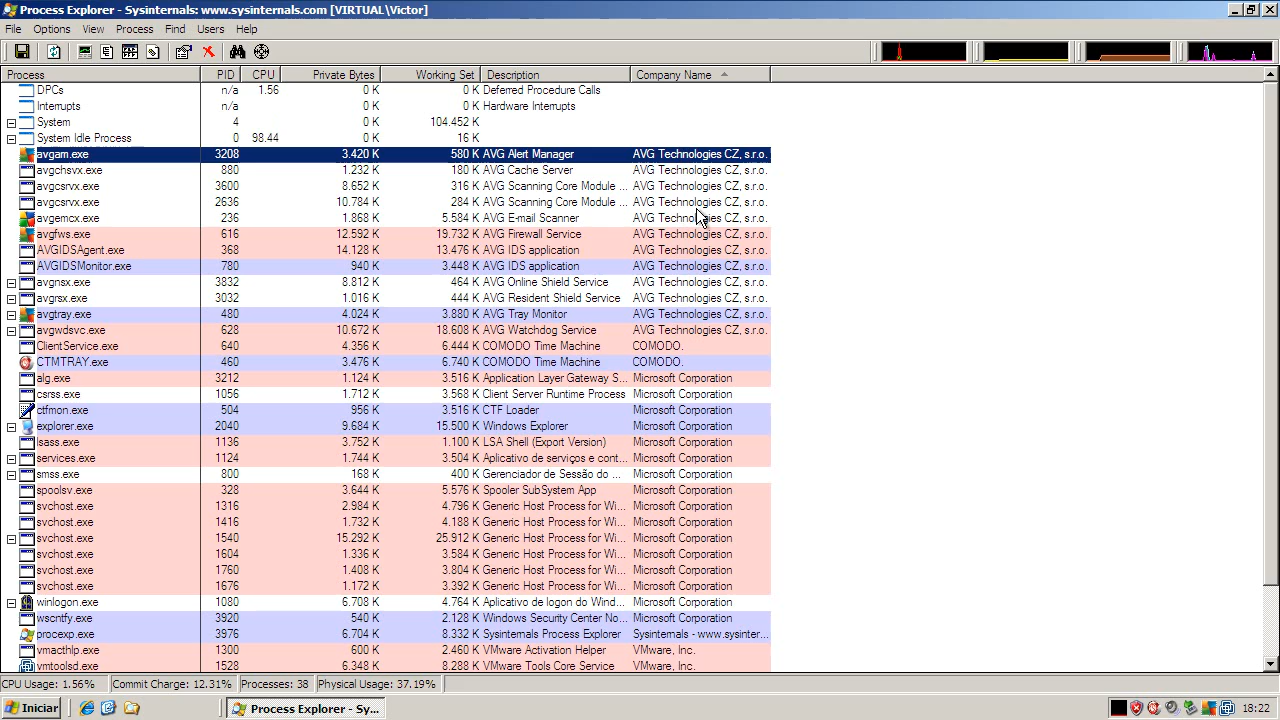 Process Explorer - Sysinternals: www.sysinternals.com [VIRTUAL\Victor]
File Options View Process Find Users Help
Process PID CPU Private Bytes Working Set Description Company Name
DPCs n/a 1.56 0 K 0 K Deferred Procedure Calls
Interrupts n/a 0 K 0 K Hardware Interrupts
System 4 0 K 104.452 K
System Idle Process 0 98.44 0 K 16 K
avgam.exe 3208 3.420 K 580 K AVG Alert Manager AVG Technologies CZ, s.r.o.
avgchsvx.exe 880 1.232 K 180 K AVG Cache Server AVG Technologies CZ, s.r.o.
avgcsrvx.exe 3600 8.652 K 316 K AVG Scanning Core Module ... AVG Technologies CZ, s.r.o.
avgcsrvx.exe 2636 10.784 K 284 K AVG Scanning Core Module ... AVG Technologies CZ, s.r.o.
avgemcx.exe 236 1.868 K 5.584 K AVG E-mail Scanner AVG Technologies CZ, s.r.o.
avgfws.exe 616 12.592 K 19.732 K AVG Firewall Service AVG Technologies CZ, s.r.o.
AVGIDSAgent.exe 368 14.128 K 13.476 K AVG IDS application AVG Technologies CZ, s.r.o.
AVGIDSMonitor.exe 780 940 K 3.448 K AVG IDS application AVG Technologies CZ, s.r.o.
avgnsx.exe 3832 8.812 K 464 K AVG Online Shield Service AVG Technologies CZ, s.r.o.
avgrsx.exe 3032 1.016 K 444 K AVG Resident Shield Service AVG Technologies CZ, s.r.o.
avgtray.exe 480 4.024 K 3.880 K AVG Tray Monitor AVG Technologies CZ, s.r.o.
avgwdsvc.exe 628 10.672 K 18.608 K AVG Watchdog Service AVG Technologies CZ, s.r.o.
ClientService.exe 640 4.356 K 6.444 K COMODO Time Machine COMODO.
CTMTRAY.exe 460 3.476 K 6.740 K COMODO Time Machine COMODO.
alg.exe 3212 1.124 K 3.516 K Application Layer Gateway S... Microsoft Corporation
csrss.exe 1056 1.712 K 3.568 K Client Server Runtime Process Microsoft Corporation
ctfmon.exe 504 956 K 3.516 K CTF Loader Microsoft Corporation
explorer.exe 2040 9.684 K 15.500 K Windows Explorer Microsoft Corporation
lsass.exe 1136 3.752 K 1.100 K LSA Shell (Export Version) Microsoft Corporation
services.exe 1124 1.744 K 3.504 K Aplicativo de serviços e cont... Microsoft Corporation
smss.exe 800 168 K 400 K Gerenciador de Sessão do ... Microsoft Corporation
spoolsv.exe 328 3.644 K 5.576 K Spooler SubSystem App Microsoft Corporation
svchost.exe 1316 2.984 K 4.796 K Generic Host Process for Wi... Microsoft Corporation
svchost.exe 1416 1.732 K 4.188 K Generic Host Process for Wi... Microsoft Corporation
svchost.exe 1540 15.292 K 25.912 K Generic Host Process for Wi... Microsoft Corporation
svchost.exe 1604 1.336 K 3.584 K Generic Host Process for Wi... Microsoft Corporation
svchost.exe 1760 1.408 K 3.804 K Generic Host Process for Wi... Microsoft Corporation
svchost.exe 1676 1.172 K 3.392 K Generic Host Process for Wi... Microsoft Corporation
winlogon.exe 1080 6.708 K 4.764 K Aplicativo de logon do Wind... Microsoft Corporation
wscntfy.exe 3920 540 K 2.128 K Windows Security Center No... Microsoft Corporation
procexp.exe 3976 6.704 K 8.332 K Sysinternals Process Explorer Sysinternals - www.sysinter...
vmacthlp.exe 1300 600 K 2.460 K VMware Activation Helper VMware, Inc.
vmtoolsd.exe 1528 6.348 K 8.288 K VMware Tools Core Service VMware, Inc.
CPU Usage: 1.56% Commit Charge: 12.31% Processes: 38 Physical Usage: 37.19%
Iniciar Process Explorer - Sy... 18:22